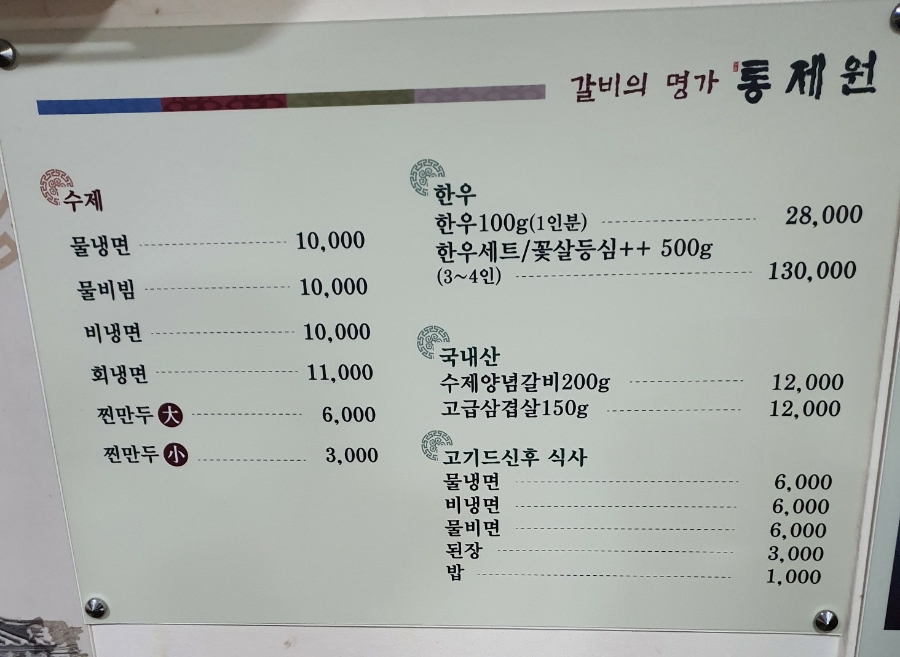 갈비의 명가 통제원
수제
물냉면 10,000
물비빔 10,000
비냉면 10,000
회냉면 11,000
찐만두 大 6,000
찐만두 小 3,000
한우
한우100g(1인분) 28,000
한우세트/꽃살등심++ 500g
(3~4인) 130,000
국내산
수제양념갈비200g 12,000
고급삼겹살150g 12,000
고기드신후 식사
물냉면 6,000
비냉면 6,000
물비면 6,000
된장 3,000
밥 1,000